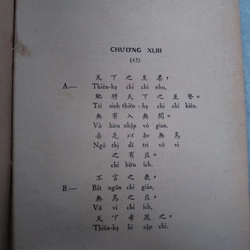 CHƯƠNG XLIII
(43)
天下之至柔,
A.— Thiên-hạ chi chí nhu,
馳騁天下之至堅。
Trì sính thiên-hạ chi chí kiên.
無有入無間。
Vô hữu nhập vô gian.
吾是以知無為
Ngô thị dĩ tri vô vi
之有益。
chi hữu ích.
不言之教,
B.— Bất ngôn chi giáo,
無為之益,
Vô vi chi ích,
天下希及之。
Thiên-hạ hi cập chi.